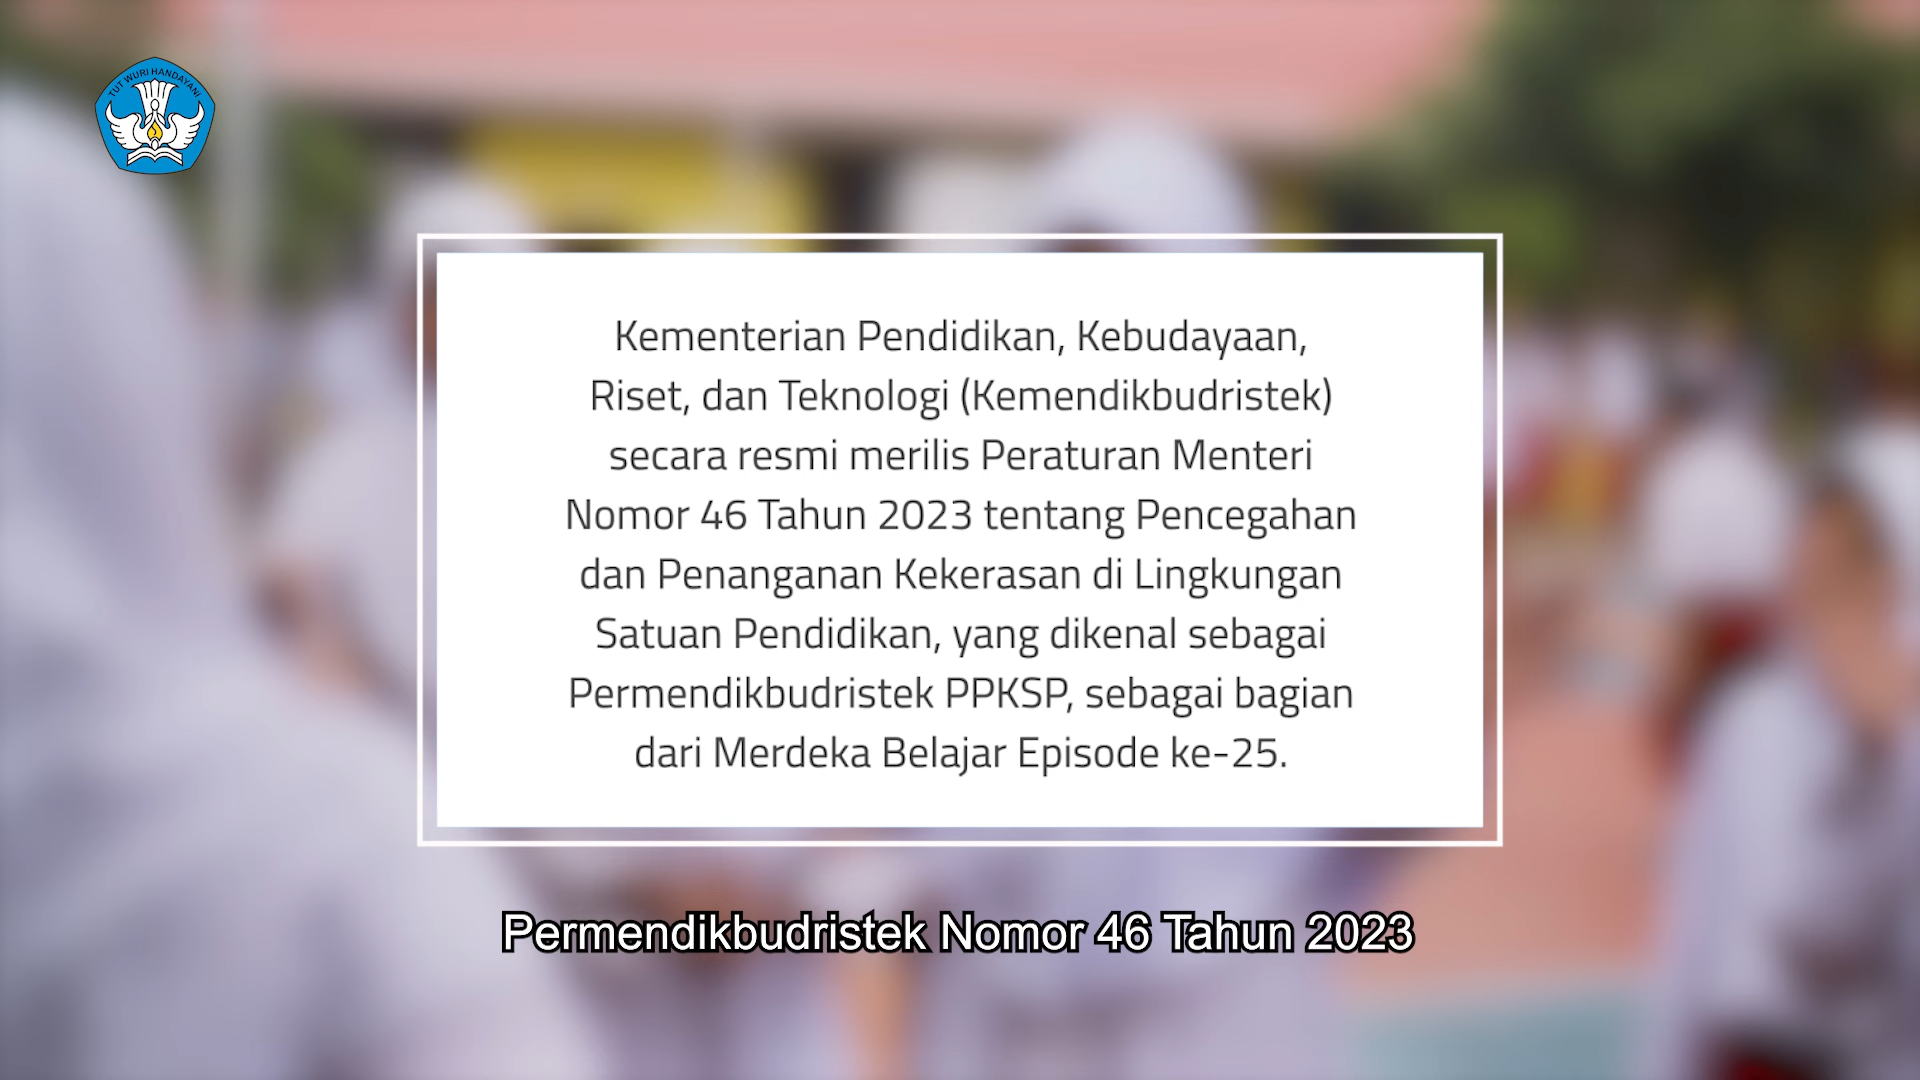 TUT WURI HANDAYANI
Kementerian Pendidikan, Kebudayaan,
Riset, dan Teknologi (Kemendikbudristek)
secara resmi merilis Peraturan Menteri
Nomor 46 Tahun 2023 tentang Pencegahan
dan Penanganan Kekerasan di Lingkungan
Satuan Pendidikan, yang dikenal sebagai
Permendikbudristek PPKSP, sebagai bagian
dari Merdeka Belajar Episode ke-25.
Permendikbudristek Nomor 46 Tahun 2023